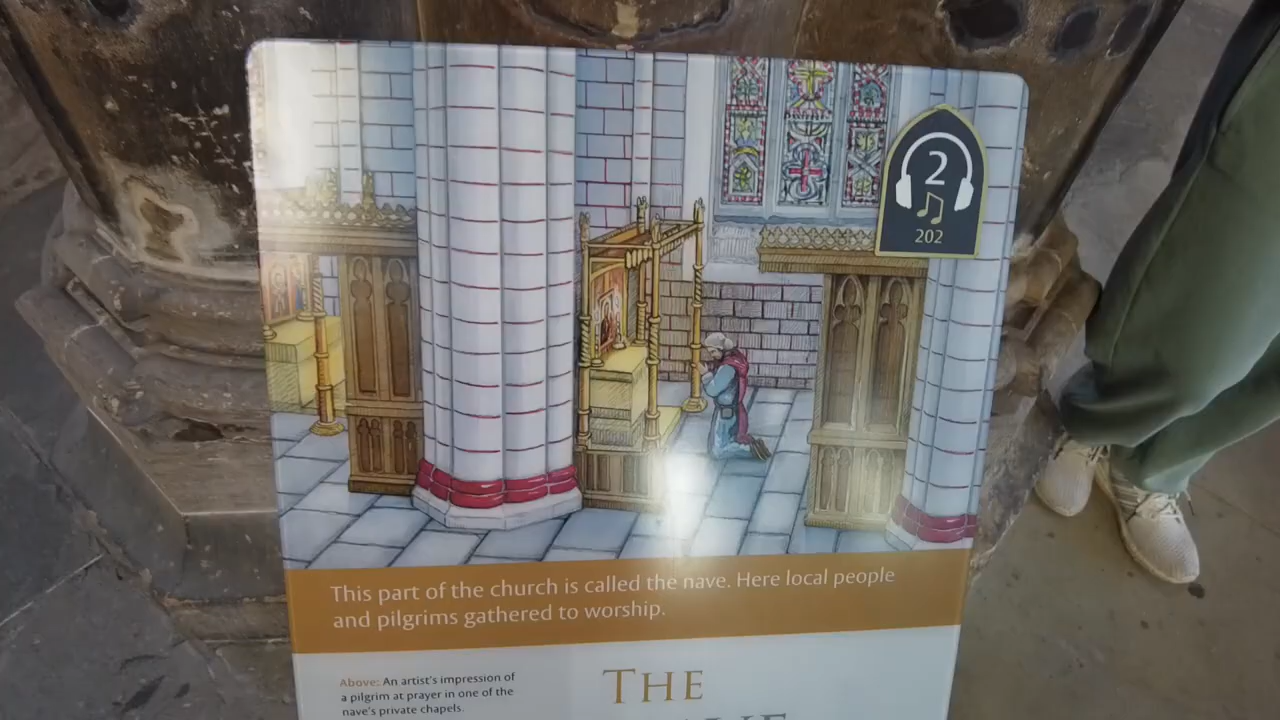 2
202
This part of the church is called the nave. Here local people
and pilgrims gathered to worship.
Above: An artist's impression of
a pilgrim at prayer in one of the
nave's private chapels.
THE